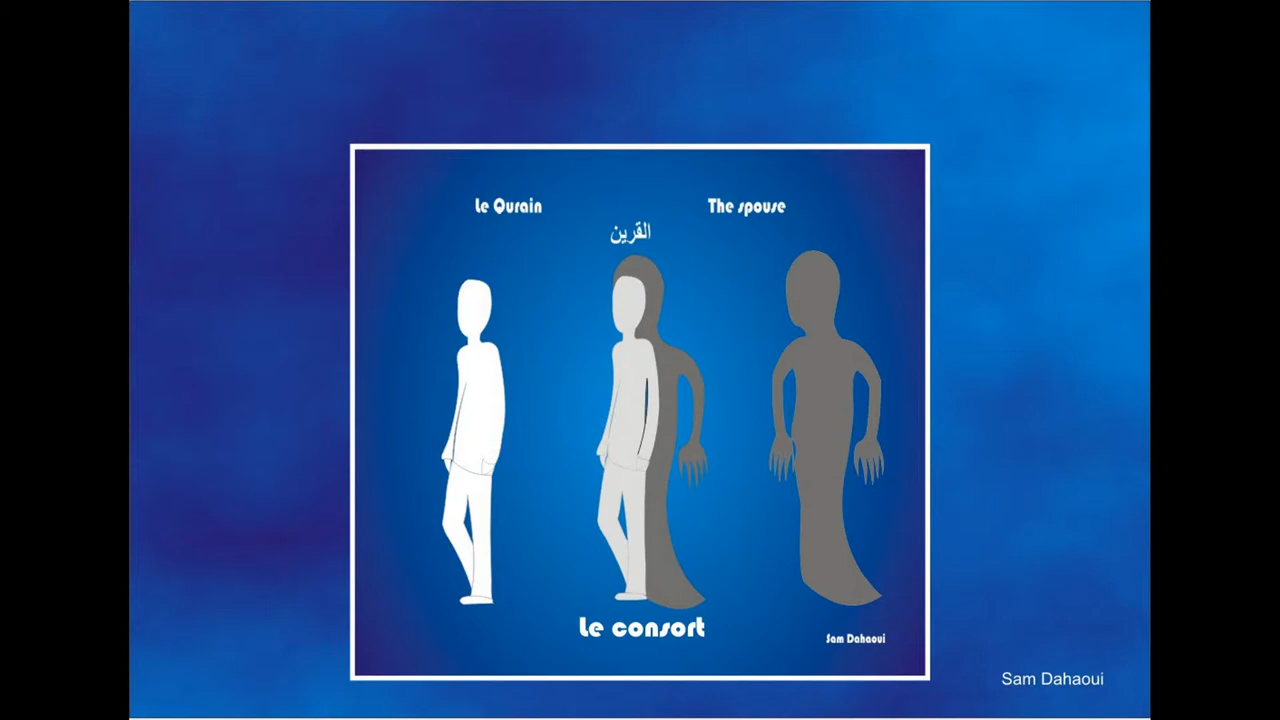 Le Qurain
The spouse
القرين
Le consort
Sam Dahaoui
Sam Dahaoui